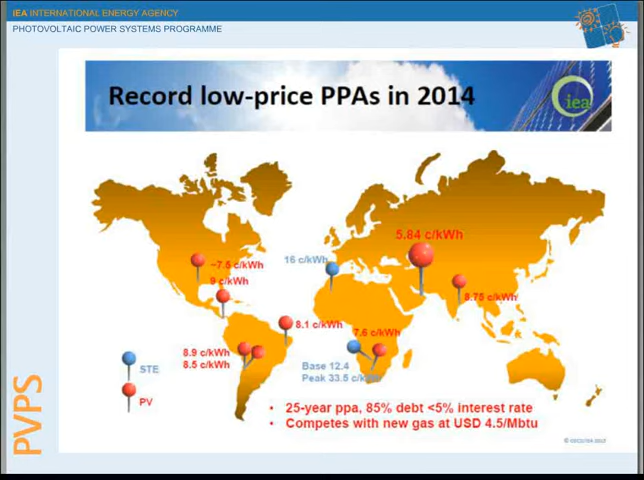 IEA INTERNATIONAL ENERGY AGENCY
PHOTOVOLTAIC POWER SYSTEMS PROGRAMME
Record low-price PPAs in 2014
iea
5.84 c/kWh
16 c/kWh
~7.5 c/kWh
9 c/kWh
8.75 c/kWh
8.1 c/kWh
7.6 c/kWh
8.9 c/kWh
8.5 c/kWh
Base 12.4
Peak 33.5 c/kWh
STE
PV
PVPS
• 25-year ppa, 85% debt <5% interest rate
• Competes with new gas at USD 4.5/Mbtu